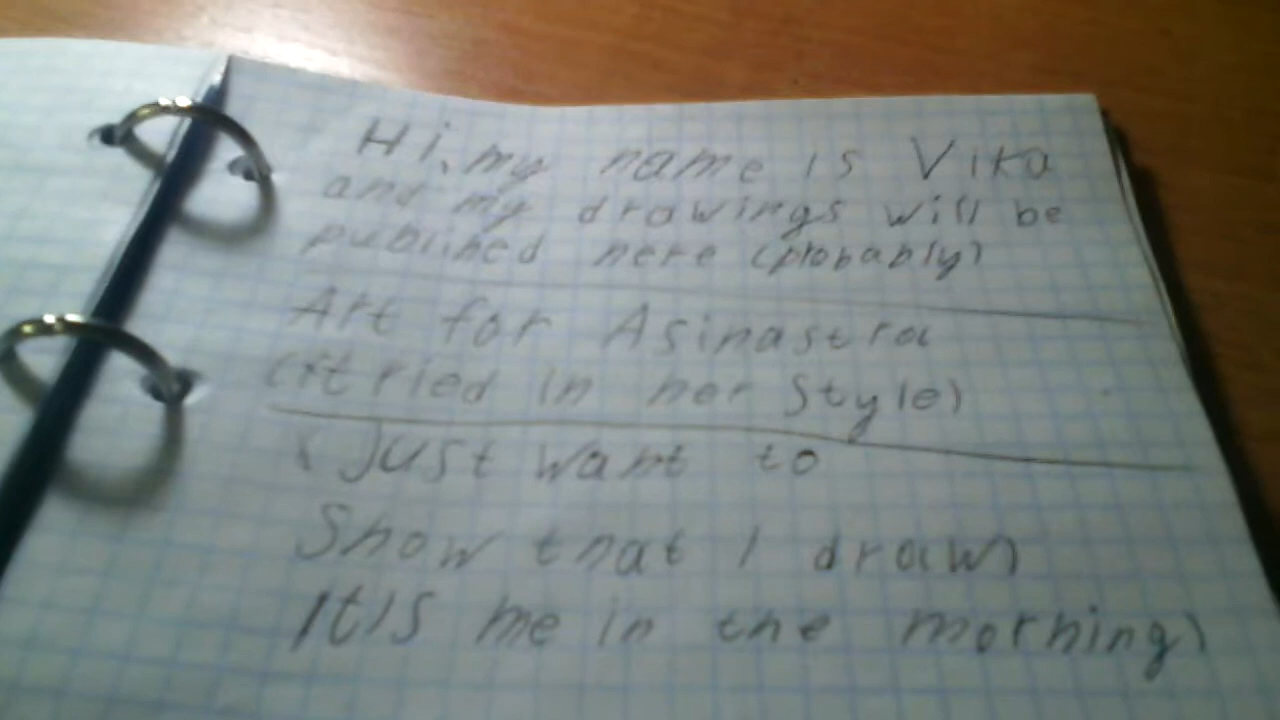 Hi, my name is Vika
and my drawings will be
published here (probably)
Art for Asinastra
(I tried in her style)
(Just want to
Show that I draw)
It)s me in the morning)